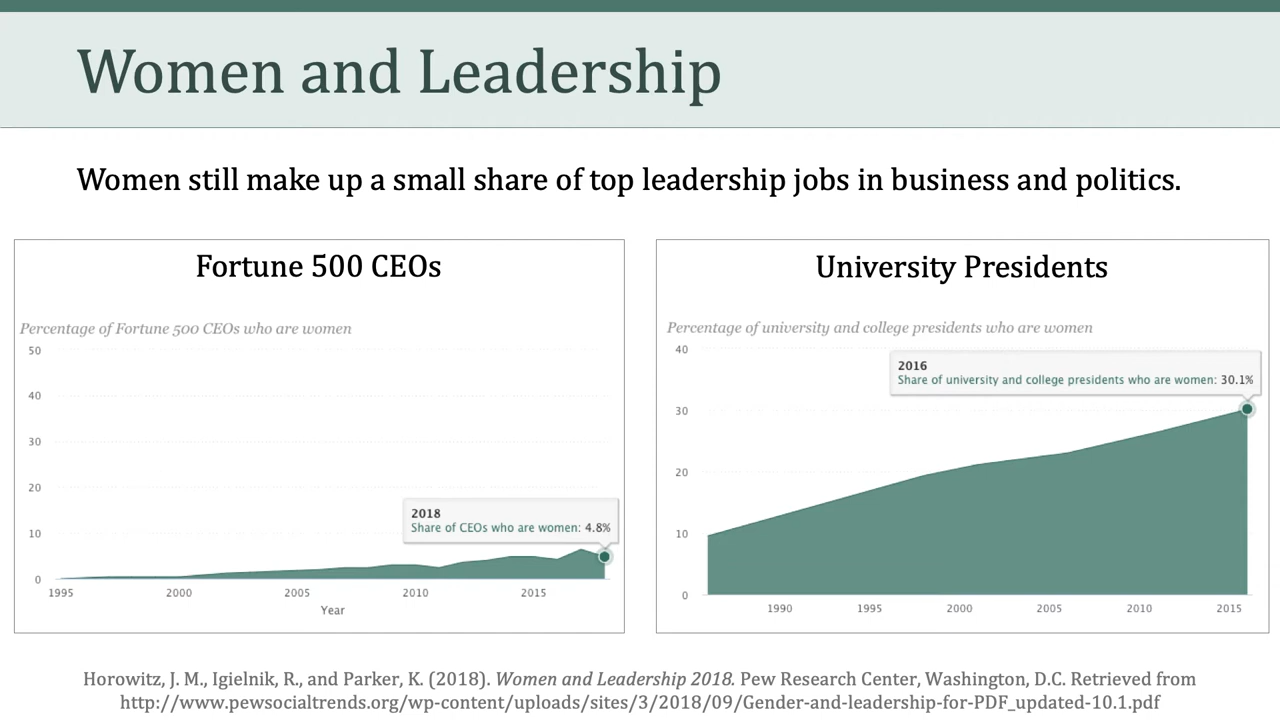 Women and Leadership
Women still make up a small share of top leadership jobs in business and politics.
Fortune 500 CEOs
Percentage of Fortune 500 CEOs who are women
50
40
30
20
10
0
2018
Share of CEOs who are women: 4.8%
1995
2000
2005
2010
2015
Year
University Presidents
Percentage of university and college presidents who are women
40
30
20
10
0
2016
Share of university and college presidents who are women: 30.1%
1990
1995
2000
2005
2010
2015
Horowitz, J. M., Igielnik, R., and Parker, K. (2018). Women and Leadership 2018. Pew Research Center, Washington, D.C. Retrieved from
http://www.pewsocialtrends.org/wp-content/uploads/sites/3/2018/09/Gender-and-leadership-for-PDF_updated-10.1.pdf